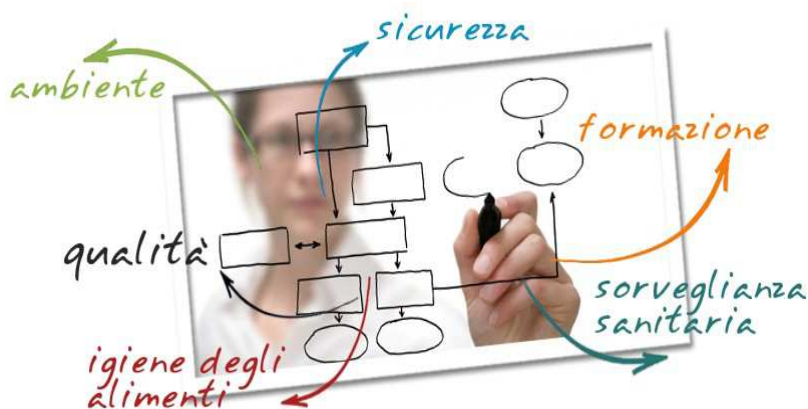 sicurezza
ambiente
formazione
qualità
sorveglianza
sanitaria
igiene degli
alimenti